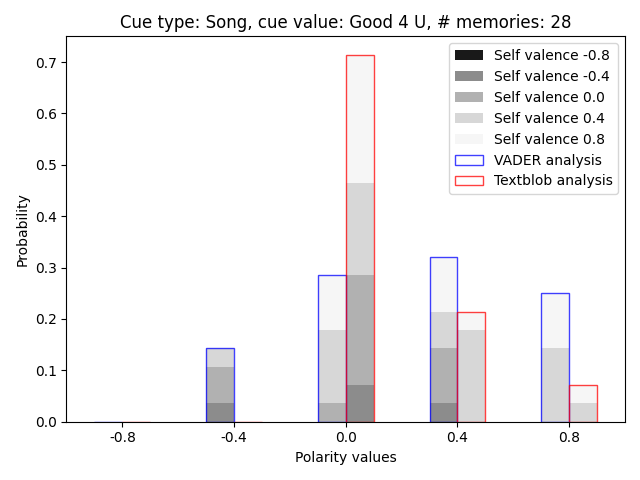 Cue type: Song, cue value: Good 4 U, # memories: 28
Self valence -0.8
Self valence -0.4
Self valence 0.0
Self valence 0.4
Self valence 0.8
VADER analysis
Textblob analysis
Probability
0.7
0.6
0.5
0.4
0.3
0.2
0.1
0.0
-0.8 -0.4 0.0 0.4 0.8
Polarity values